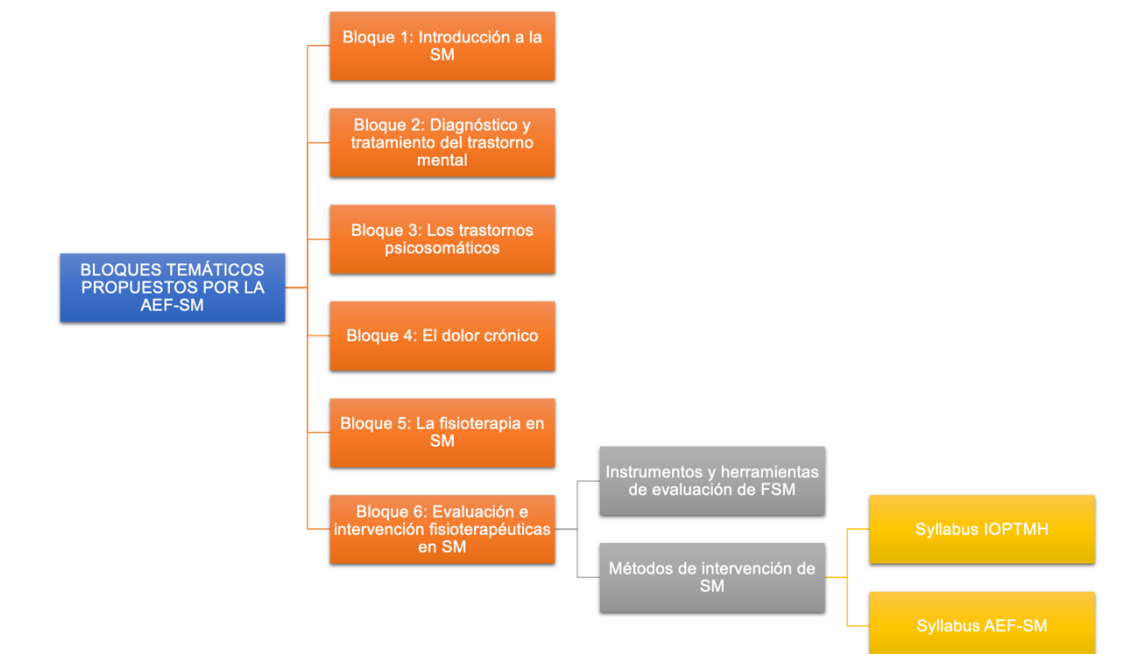 Bloque 1: Introducción a la
SM
Bloque 2: Diagnóstico y
tratamiento del trastorno
mental
Bloque 3: Los trastornos
psicosomáticos
BLOQUES TEMÁTICOS
PROPUESTOS POR LA
AEF-SM
Bloque 4: El dolor crónico
Bloque 5: La fisioterapia en
SM
Bloque 6: Evaluación e
intervención fisioterapéuticas
en SM
Instrumentos y herramientas
de evaluación de FSM
Métodos de intervención de
SM
Syllabus IOPTMH
Syllabus AEF-SM